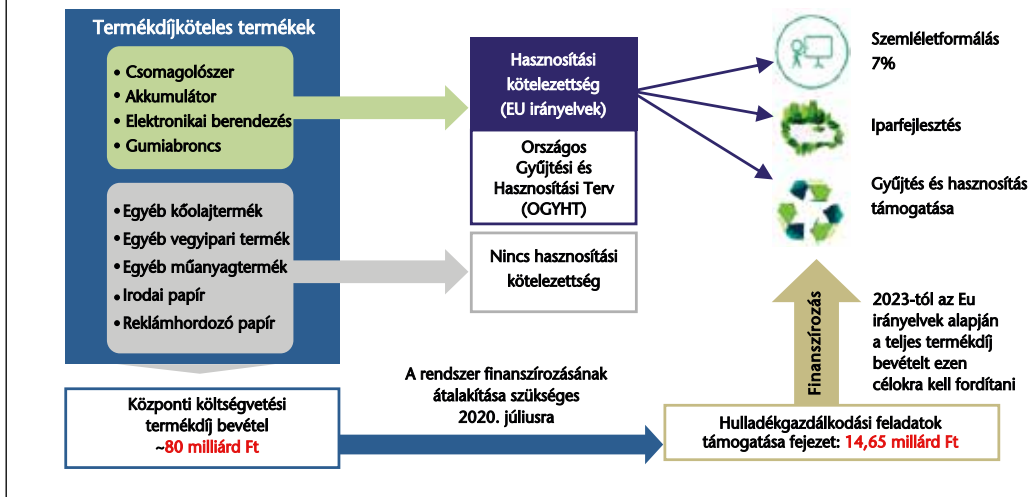 Termékdíjköteles termékek
• Csomagolószer
• Akkumulátor
• Elektronikai berendezés
• Gumiabroncs
• Egyéb kőolajtermék
• Egyéb vegyipari termék
• Egyéb műanyagtermék
• Irodai papír
• Reklámhordozó papír
Központi költségvetési
termékdíj bevétel
~80 milliárd Ft
Hasznosítási
kötelezettség
(EU irányelvek)
Országos
Gyűjtési és
Hasznosítási Terv
(OGYHT)
Nincs hasznosítási
kötelezettség
A rendszer finanszírozásának
átalakítása szükséges
2020. júliusra
Szemléletformálás
7%
Iparfejlesztés
Gyűjtés és hasznosítás
támogatása
Finanszírozás
2023-tól az Eu
irányelvek alapján
a teljes termékdíj
bevételt ezen
célokra kell fordítani
Hulladékgazdálkodási feladatok
támogatása fejezet: 14,65 millárd Ft